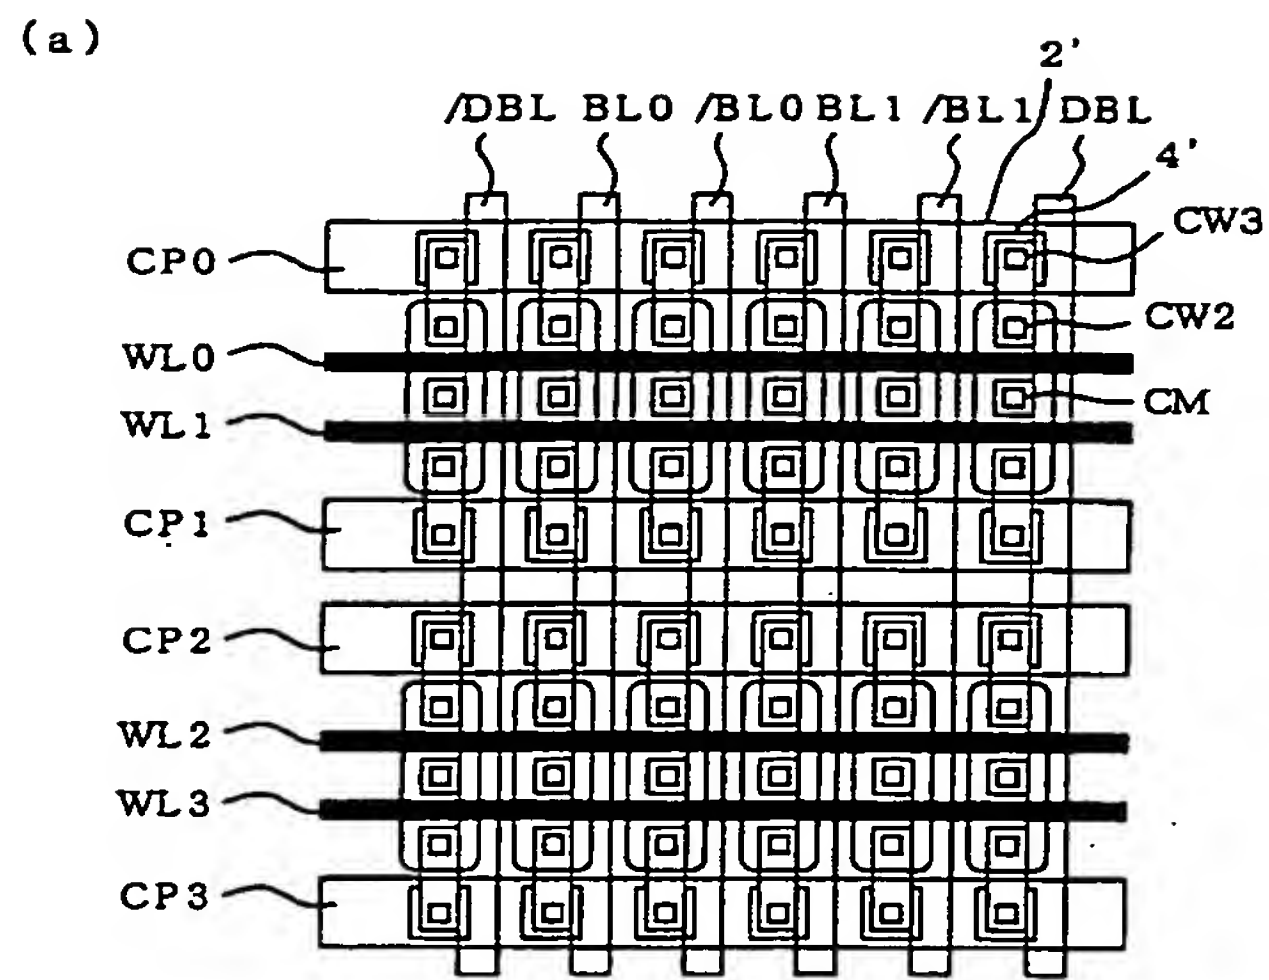 (a)
2'
/DBL BL0 /BL0 BL1 /BL1 DBL
4'
CW3
CP0
CW2
WL0
CM
WL1
CP1
CP2
WL2
WL3
CP3